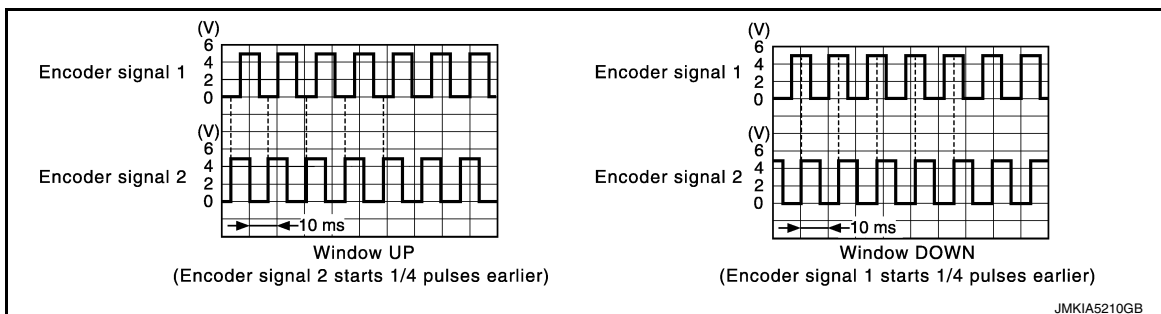 (V)
6
Encoder signal 1
4
2
0
(V)
6
Encoder signal 2
4
2
0
10 ms
Window UP
(Encoder signal 2 starts 1/4 pulses earlier)
(V)
6
Encoder signal 1
4
2
0
(V)
6
Encoder signal 2
4
2
0
10 ms
Window DOWN
(Encoder signal 1 starts 1/4 pulses earlier)
JMKIA5210GB